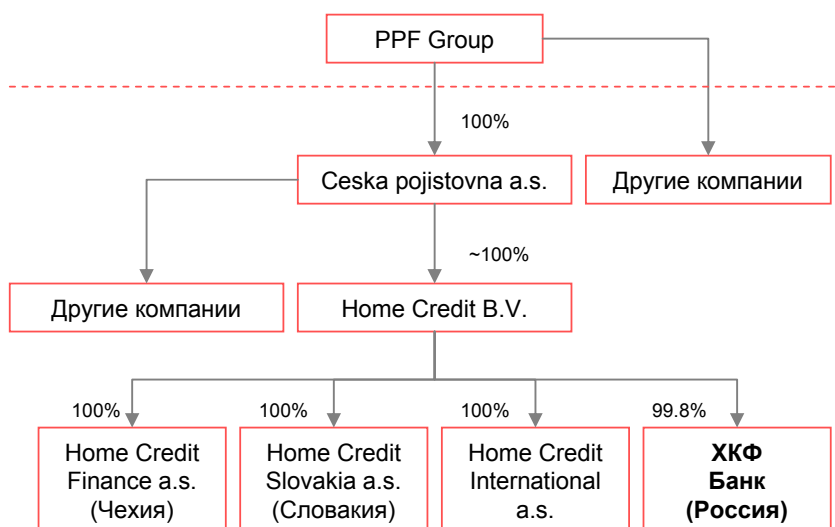 PPF Group
100%
Ceska pojistovna a.s.
Другие компании
~100%
Другие компании
Home Credit B.V.
100%
100%
100%
99.8%
Home Credit
Finance a.s.
(Чехия)
Home Credit
Slovakia a.s.
(Словакия)
Home Credit
International
a.s.
ХКФ
Банк
(Россия)